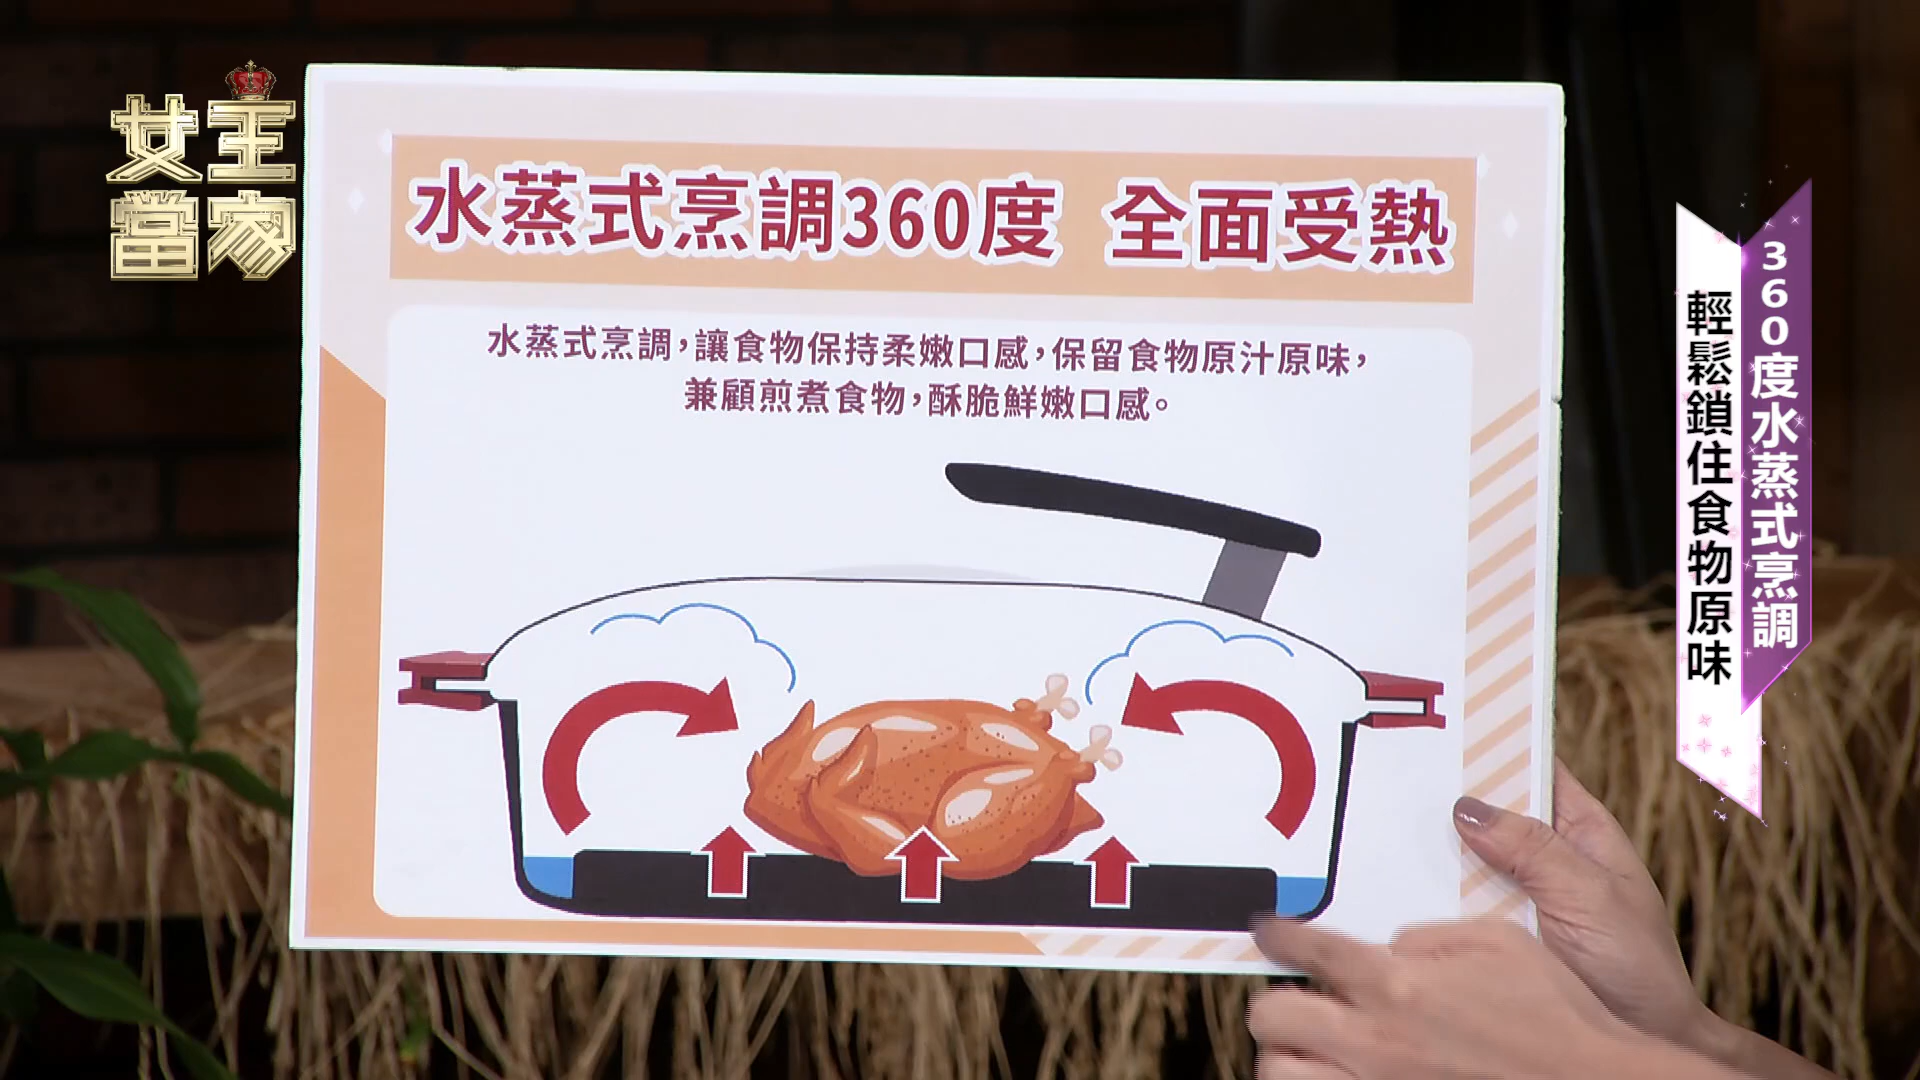 女王
當家
水蒸式烹調360度 全面受熱
水蒸式烹調，讓食物保持柔嫩口感，保留食物原汁原味，
兼顧煎煮食物，酥脆鮮嫩口感。
360度水蒸式烹調
輕鬆鎖住食物原味